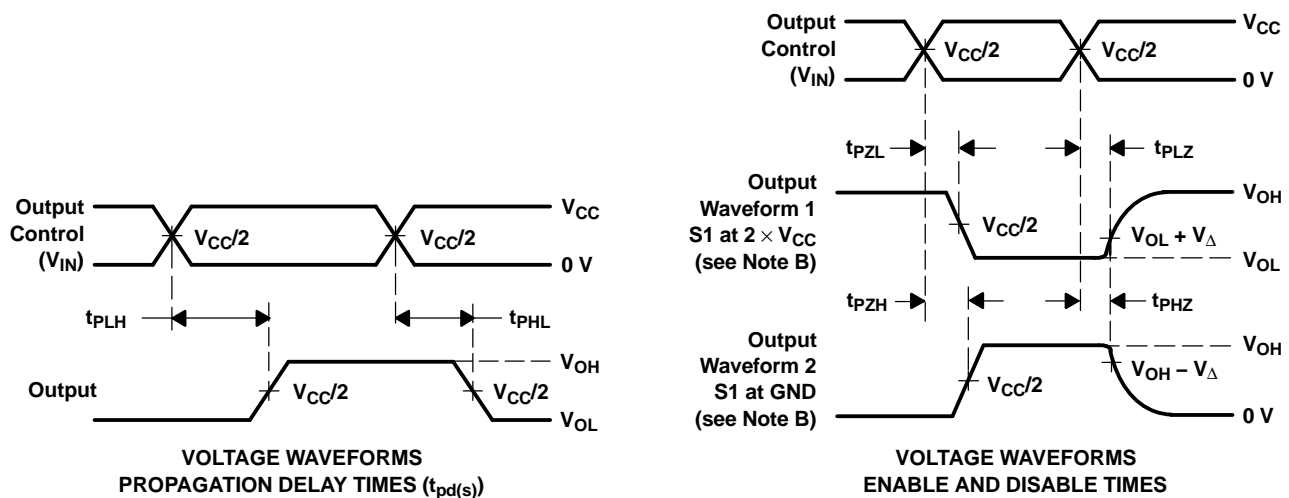 Output
Control
(VIN)
VCC/2
VCC/2
VCC
0 V
tPLH
tPHL
Output
VCC/2
VCC/2
VOH
VOL
VOLTAGE WAVEFORMS
PROPAGATION DELAY TIMES (tpd(s))
Output
Control
(VIN)
VCC/2
VCC/2
VCC
0 V
tPZL
tPLZ
Output
Waveform 1
S1 at 2 × VCC
(see Note B)
VCC/2
VOH
VOL + VΔ
VOL
tPZH
tPHZ
Output
Waveform 2
S1 at GND
(see Note B)
VCC/2
VOH
VOH − VΔ
0 V
VOLTAGE WAVEFORMS
ENABLE AND DISABLE TIMES